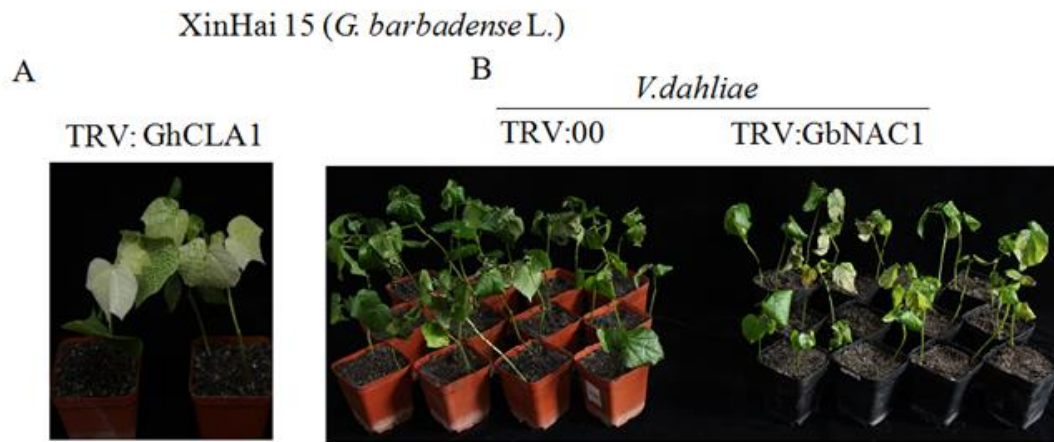 XinHai 15 (G. barbadense L.)
A
B
V.dahliae
TRV: GhCLA1
TRV:00
TRV:GbNAC1